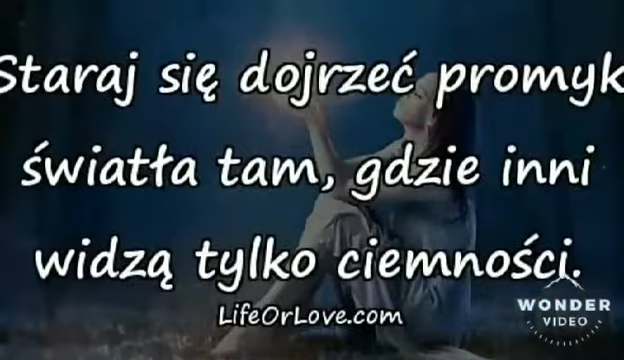 Staraj się dojrzeć promyk
światła tam, gdzie inni
widzą tylko ciemności.
LifeOrLove.com
WONDER
VIDEO